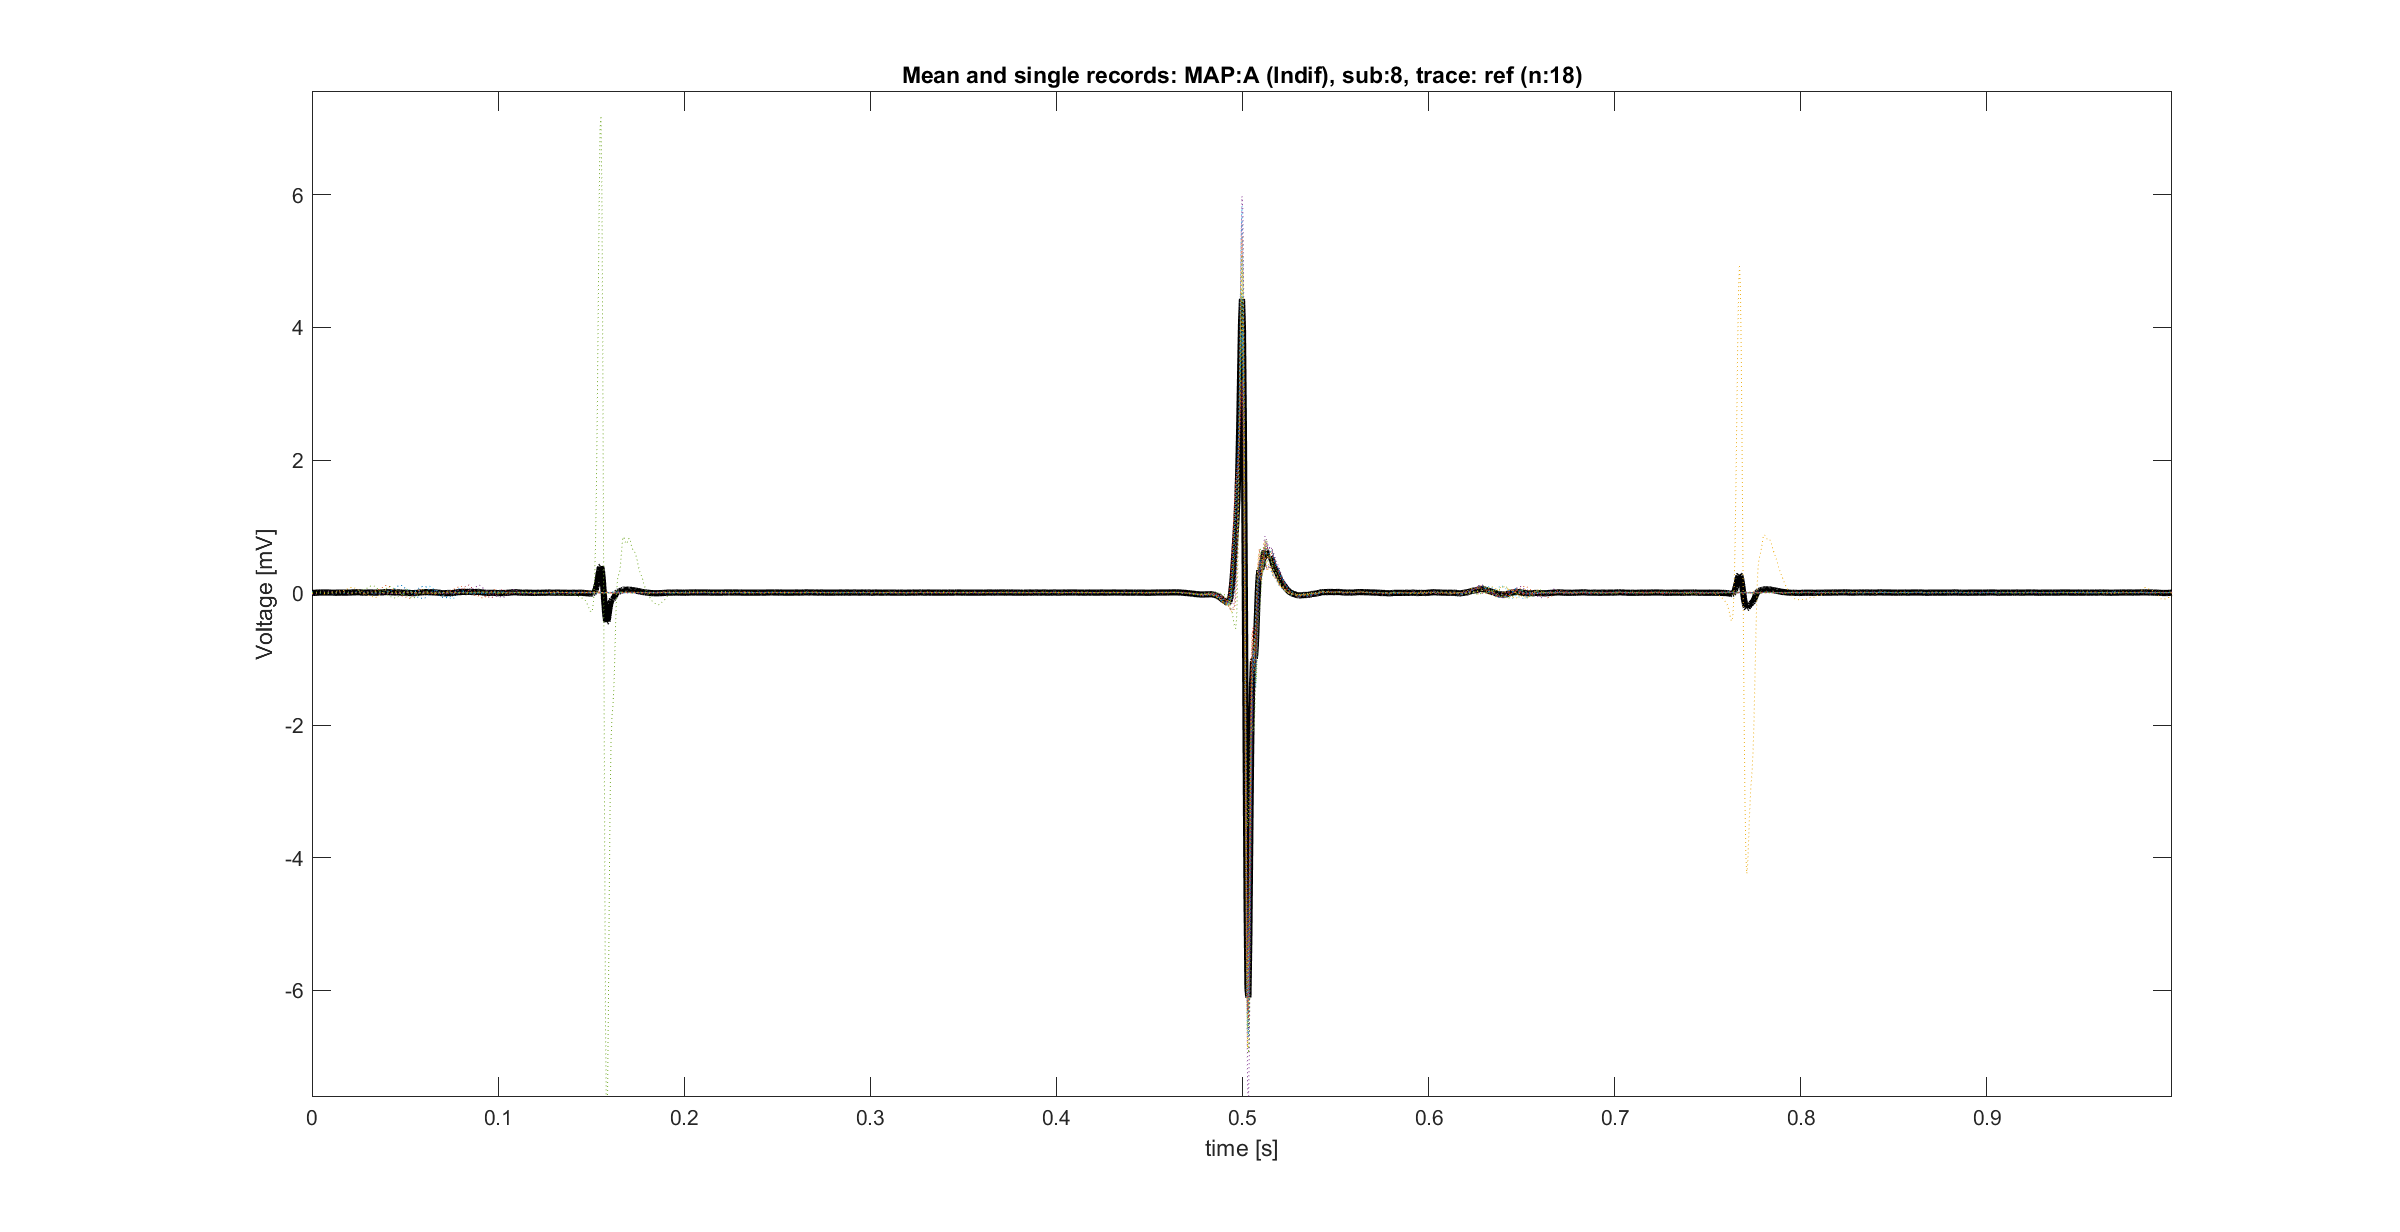 Mean and single records: MAP:A (Indif), sub:8, trace: ref (n:18)
6
4
2
0
-2
-4
-6
Voltage [mV]
0 0.1 0.2 0.3 0.4 0.5 0.6 0.7 0.8 0.9
time [s]